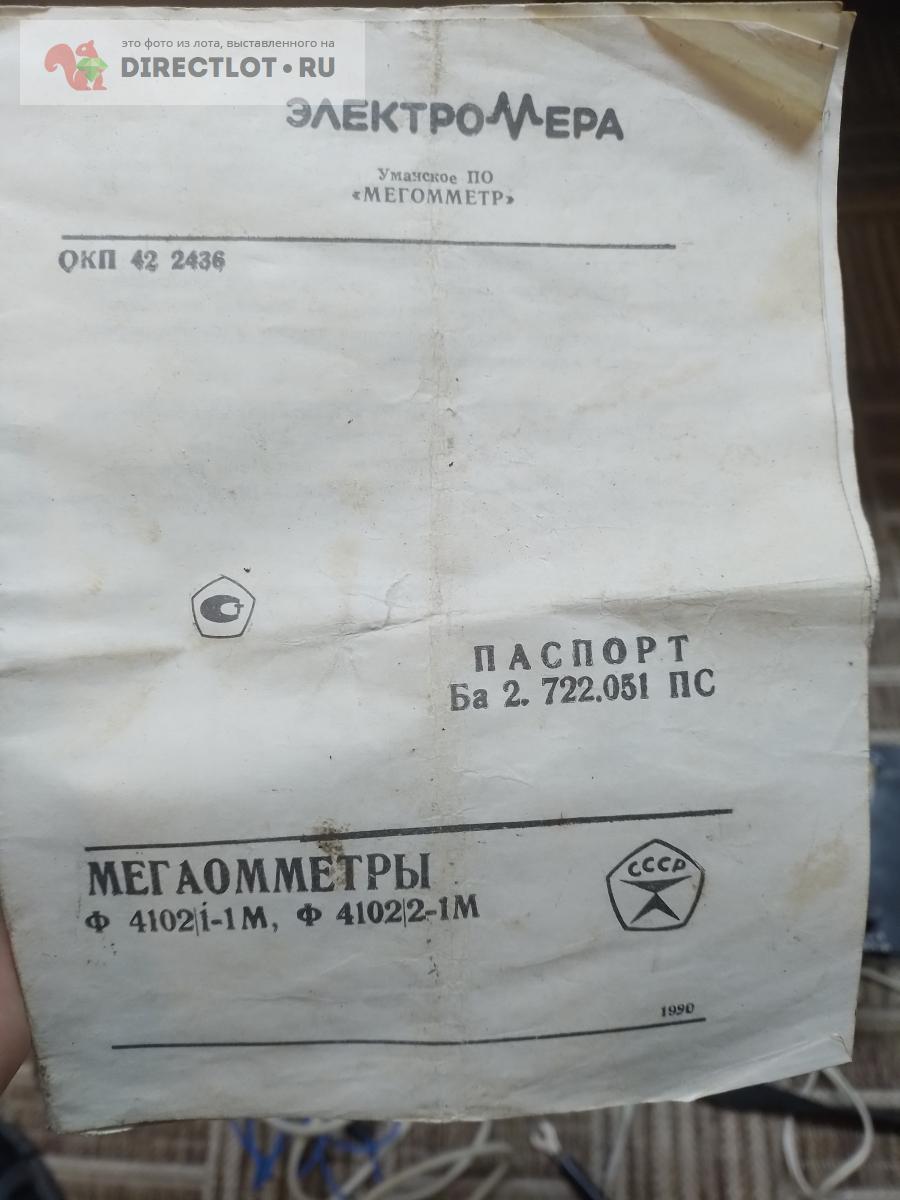 это фото из лота, выставленного на
DIRECTLOT•RU
ЭЛЕКТРОМЕРА
Уманское ПО
«МЕГОММЕТР»
ОКП 42 2436
ПАСПОРТ
Ба 2. 722.051 ПС
МЕГАОММЕТРЫ
Ф 4102|1-1М, Ф 4102|2-1М
СССР
1990